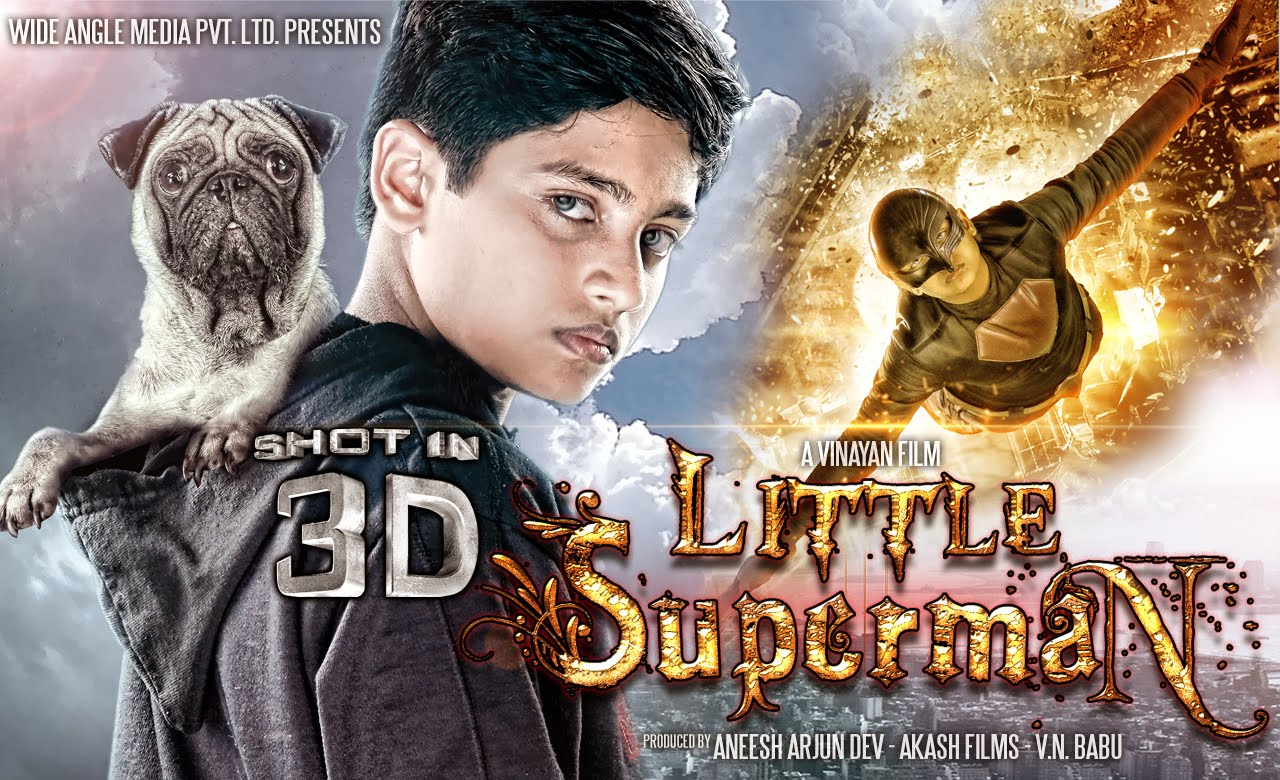 WIDE ANGLE MEDIA PVT. LTD. PRESENTS
SHOT IN
3D
A VINAYAN FILM
LITTLE
SupermaN
PRODUCED BY ANEESH ARJUN DEV - AKASH FILMS - V.N. BABU